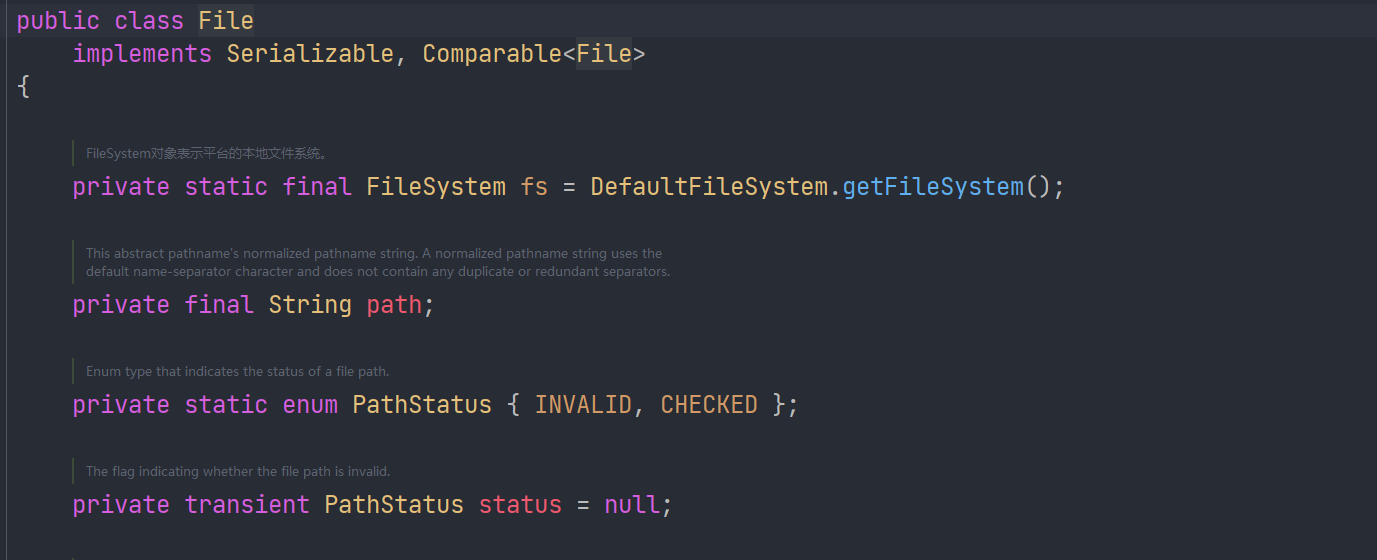 public class File
implements Serializable, Comparable<File>
{
FileSystem对象表示平台的本地文件系统。
private static final FileSystem fs = DefaultFileSystem.getFileSystem();
This abstract pathname's normalized pathname string. A normalized pathname string uses the
default name-separator character and does not contain any duplicate or redundant separators.
private final String path;
Enum type that indicates the status of a file path.
private static enum PathStatus { INVALID, CHECKED };
The flag indicating whether the file path is invalid.
private transient PathStatus status = null;